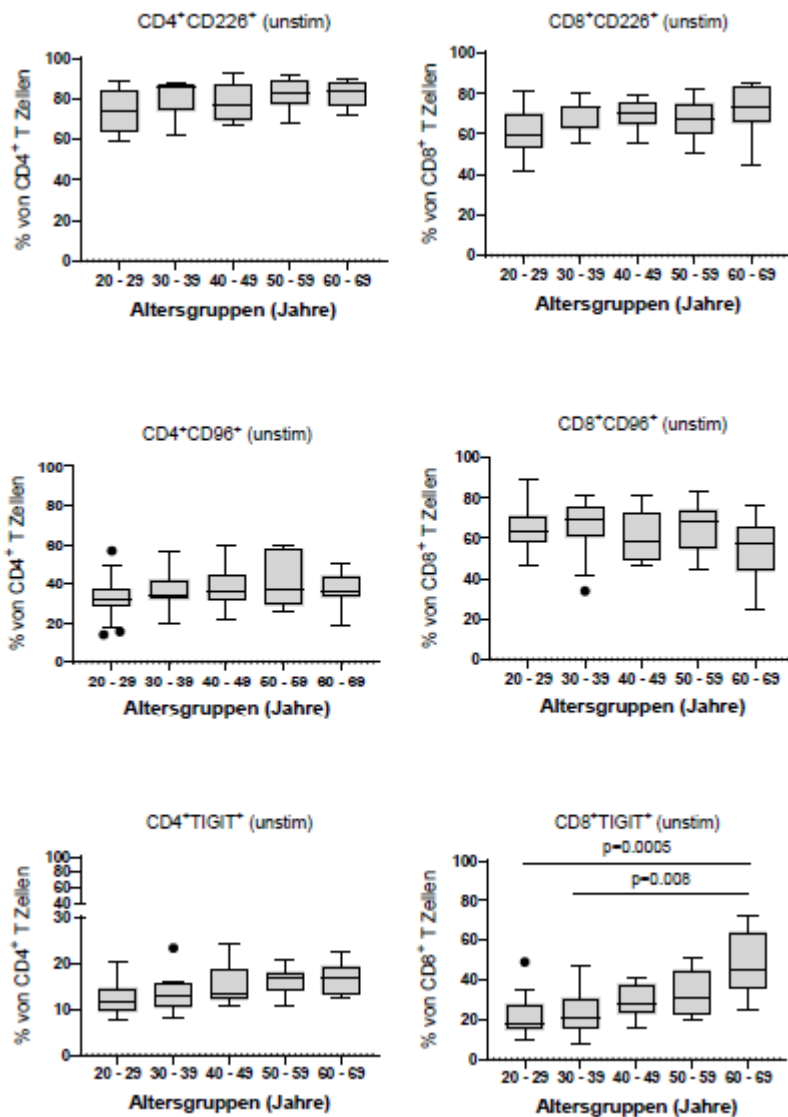 CD4⁺CD226⁺ (unstim)
% von CD4⁺ T Zellen
100
80
60
40
20
0
20 - 29 30 - 39 40 - 49 50 - 59 60 - 69
Altersgruppen (Jahre)
CD8⁺CD226⁺ (unstim)
% von CD8⁺ T Zellen
100
80
60
40
20
0
20 - 29 30 - 39 40 - 49 50 - 59 60 - 69
Altersgruppen (Jahre)
CD4⁺CD96⁺ (unstim)
% von CD4⁺ T Zellen
100
80
60
40
20
0
20 - 29 30 - 39 40 - 49 50 - 59 60 - 69
Altersgruppen (Jahre)
CD8⁺CD96⁺ (unstim)
% von CD8⁺ T Zellen
100
80
60
40
20
0
20 - 29 30 - 39 40 - 49 50 - 59 60 - 69
Altersgruppen (Jahre)
CD4⁺TIGIT⁺ (unstim)
% von CD4⁺ T Zellen
100
80
60
40
30
20
10
0
20 - 29 30 - 39 40 - 49 50 - 59 60 - 69
Altersgruppen (Jahre)
CD8⁺TIGIT⁺ (unstim)
p=0.0005
p=0.008
% von CD8⁺ T Zellen
100
80
60
40
20
0
20 - 29 30 - 39 40 - 49 50 - 59 60 - 69
Altersgruppen (Jahre)